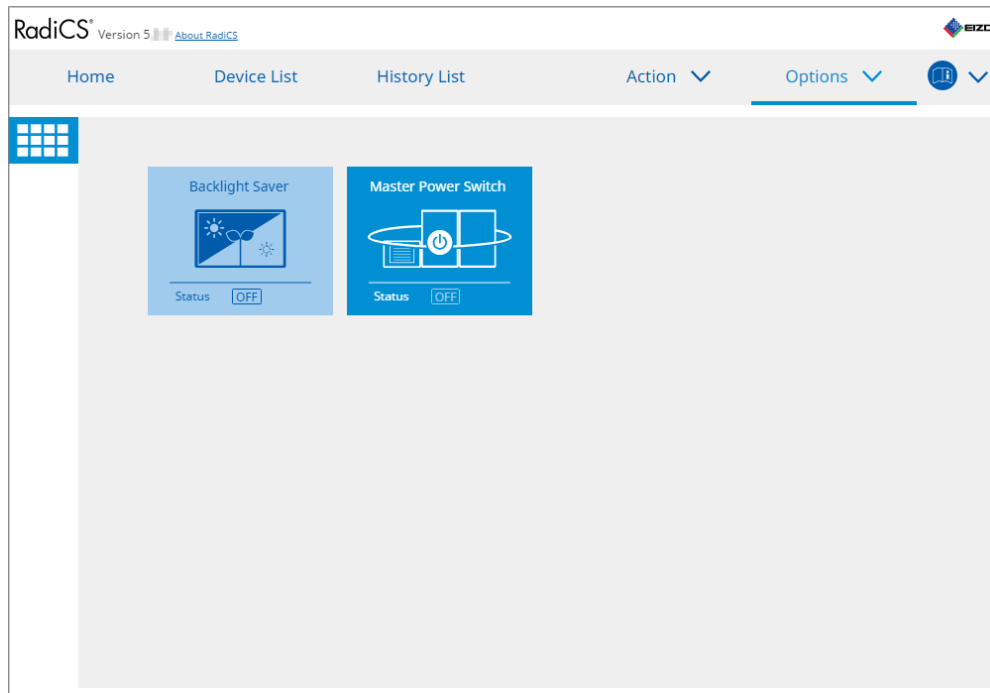 RadiCS® Version 5. About RadiCS
Home Device List History List Action Options
Backlight Saver Master Power Switch
Status OFF Status OFF